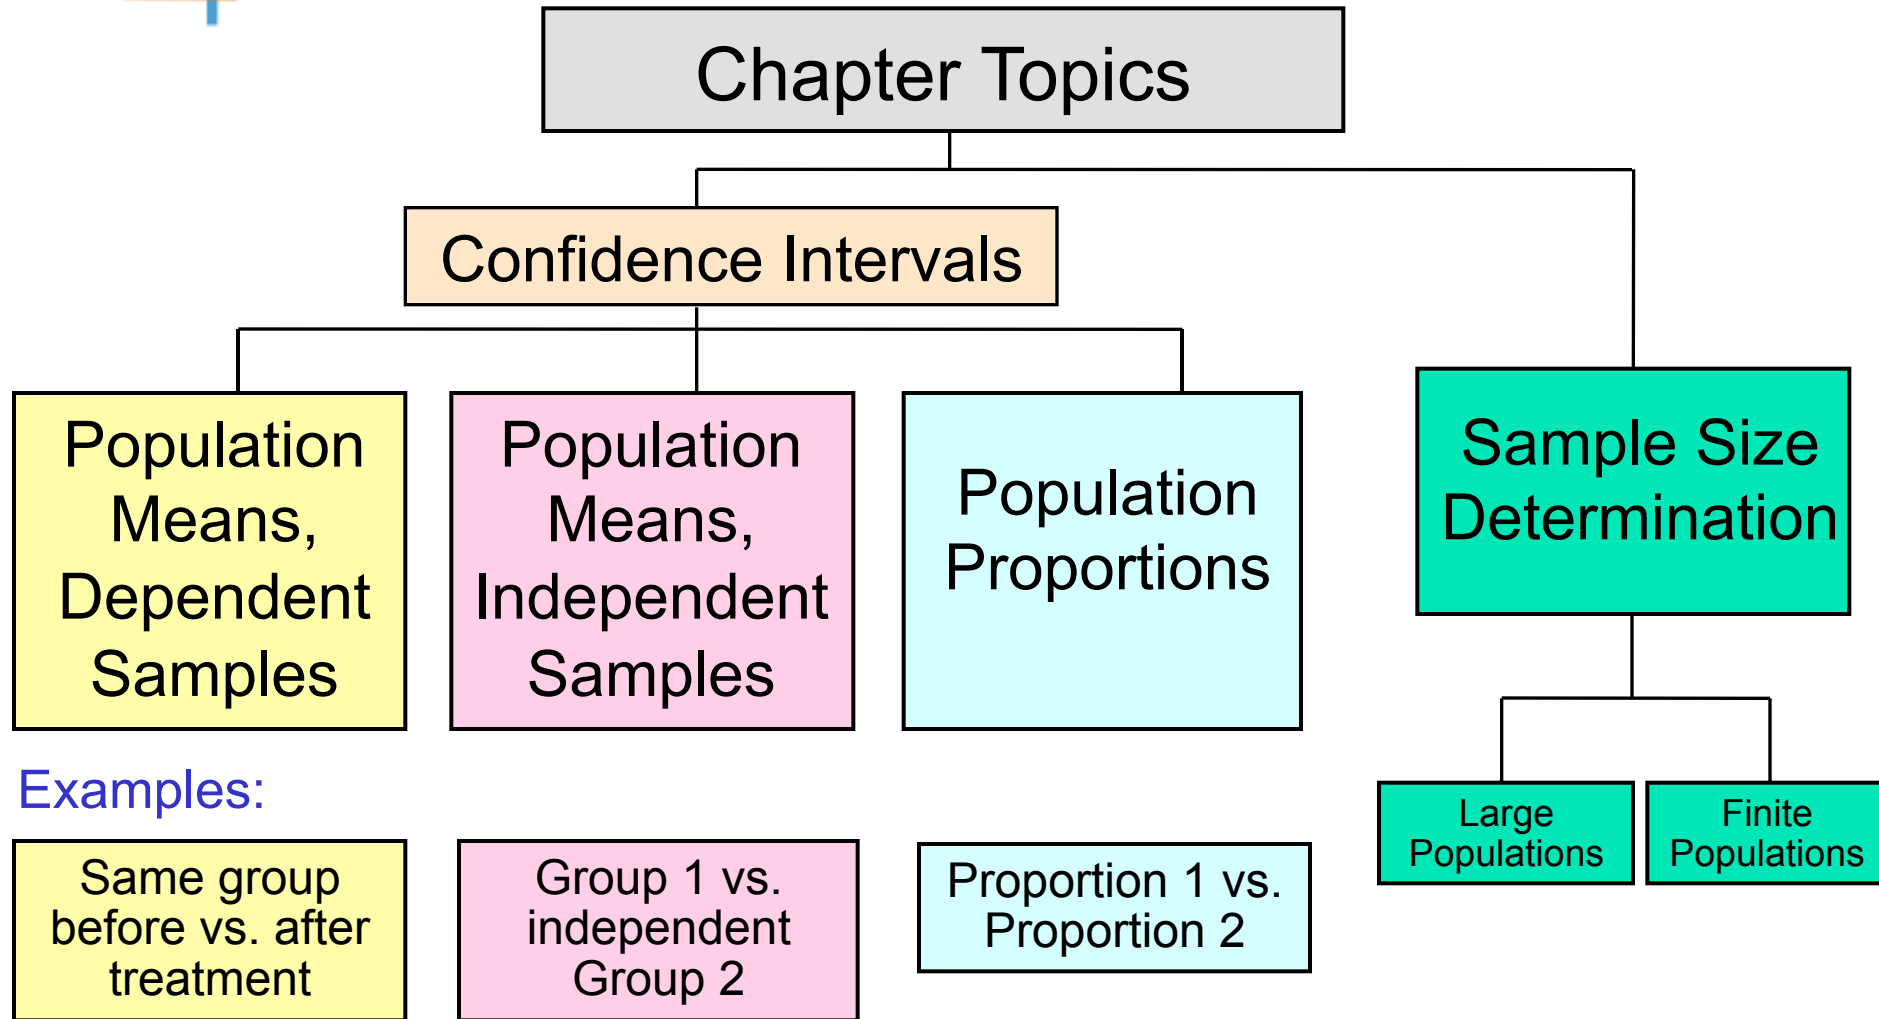 Chapter Topics
Confidence Intervals
Population
Means,
Dependent
Samples
Population
Means,
Independent
Samples
Population
Proportions
Sample Size
Determination
Examples:
Same group
before vs. after
treatment
Group 1 vs.
independent
Group 2
Proportion 1 vs.
Proportion 2
Large
Populations
Finite
Populations